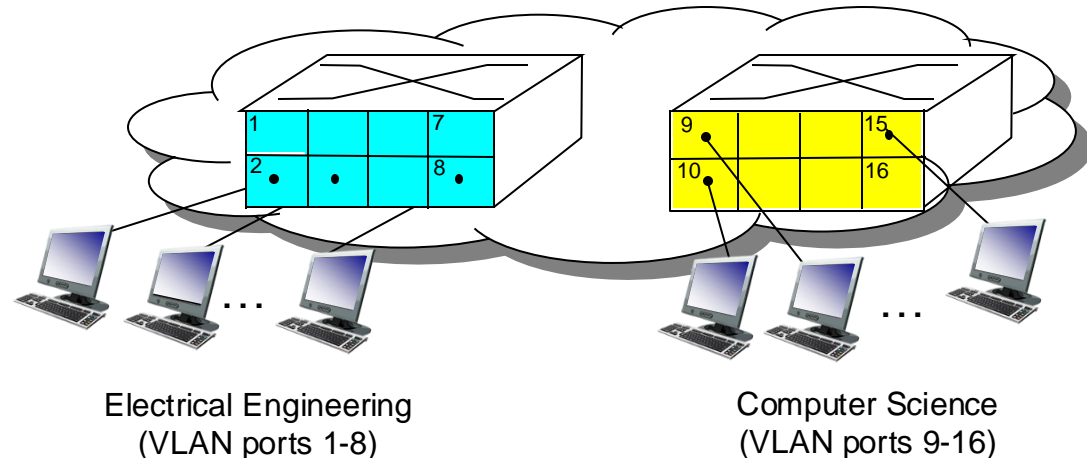 1 7
2 8
9 15
10 16
... ...
Electrical Engineering
(VLAN ports 1-8)
Computer Science
(VLAN ports 9-16)